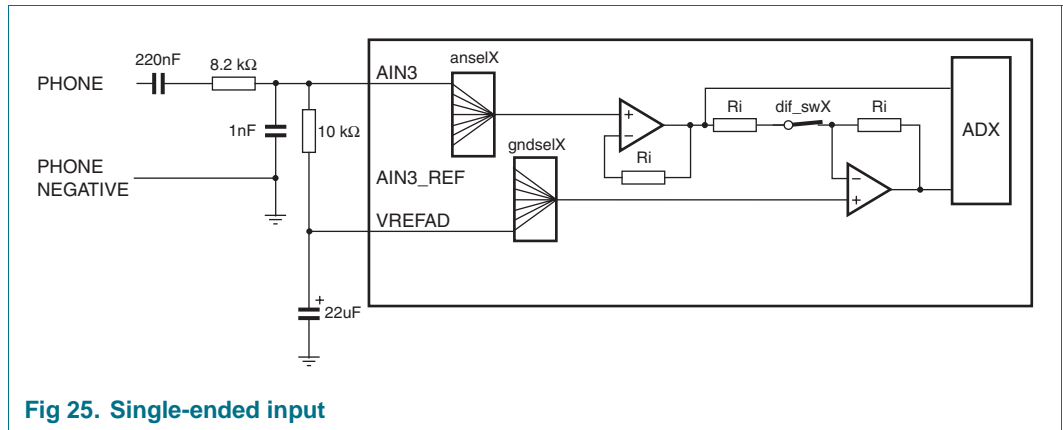 220nF
8.2 kΩ
PHONE
1nF
10 kΩ
PHONE
NEGATIVE
22uF
+
AIN3
anselX
AIN3_REF
gndselX
VREFAD
+
−
Ri
Ri
dif_swX
Ri
−
+
ADX
Fig 25. Single-ended input